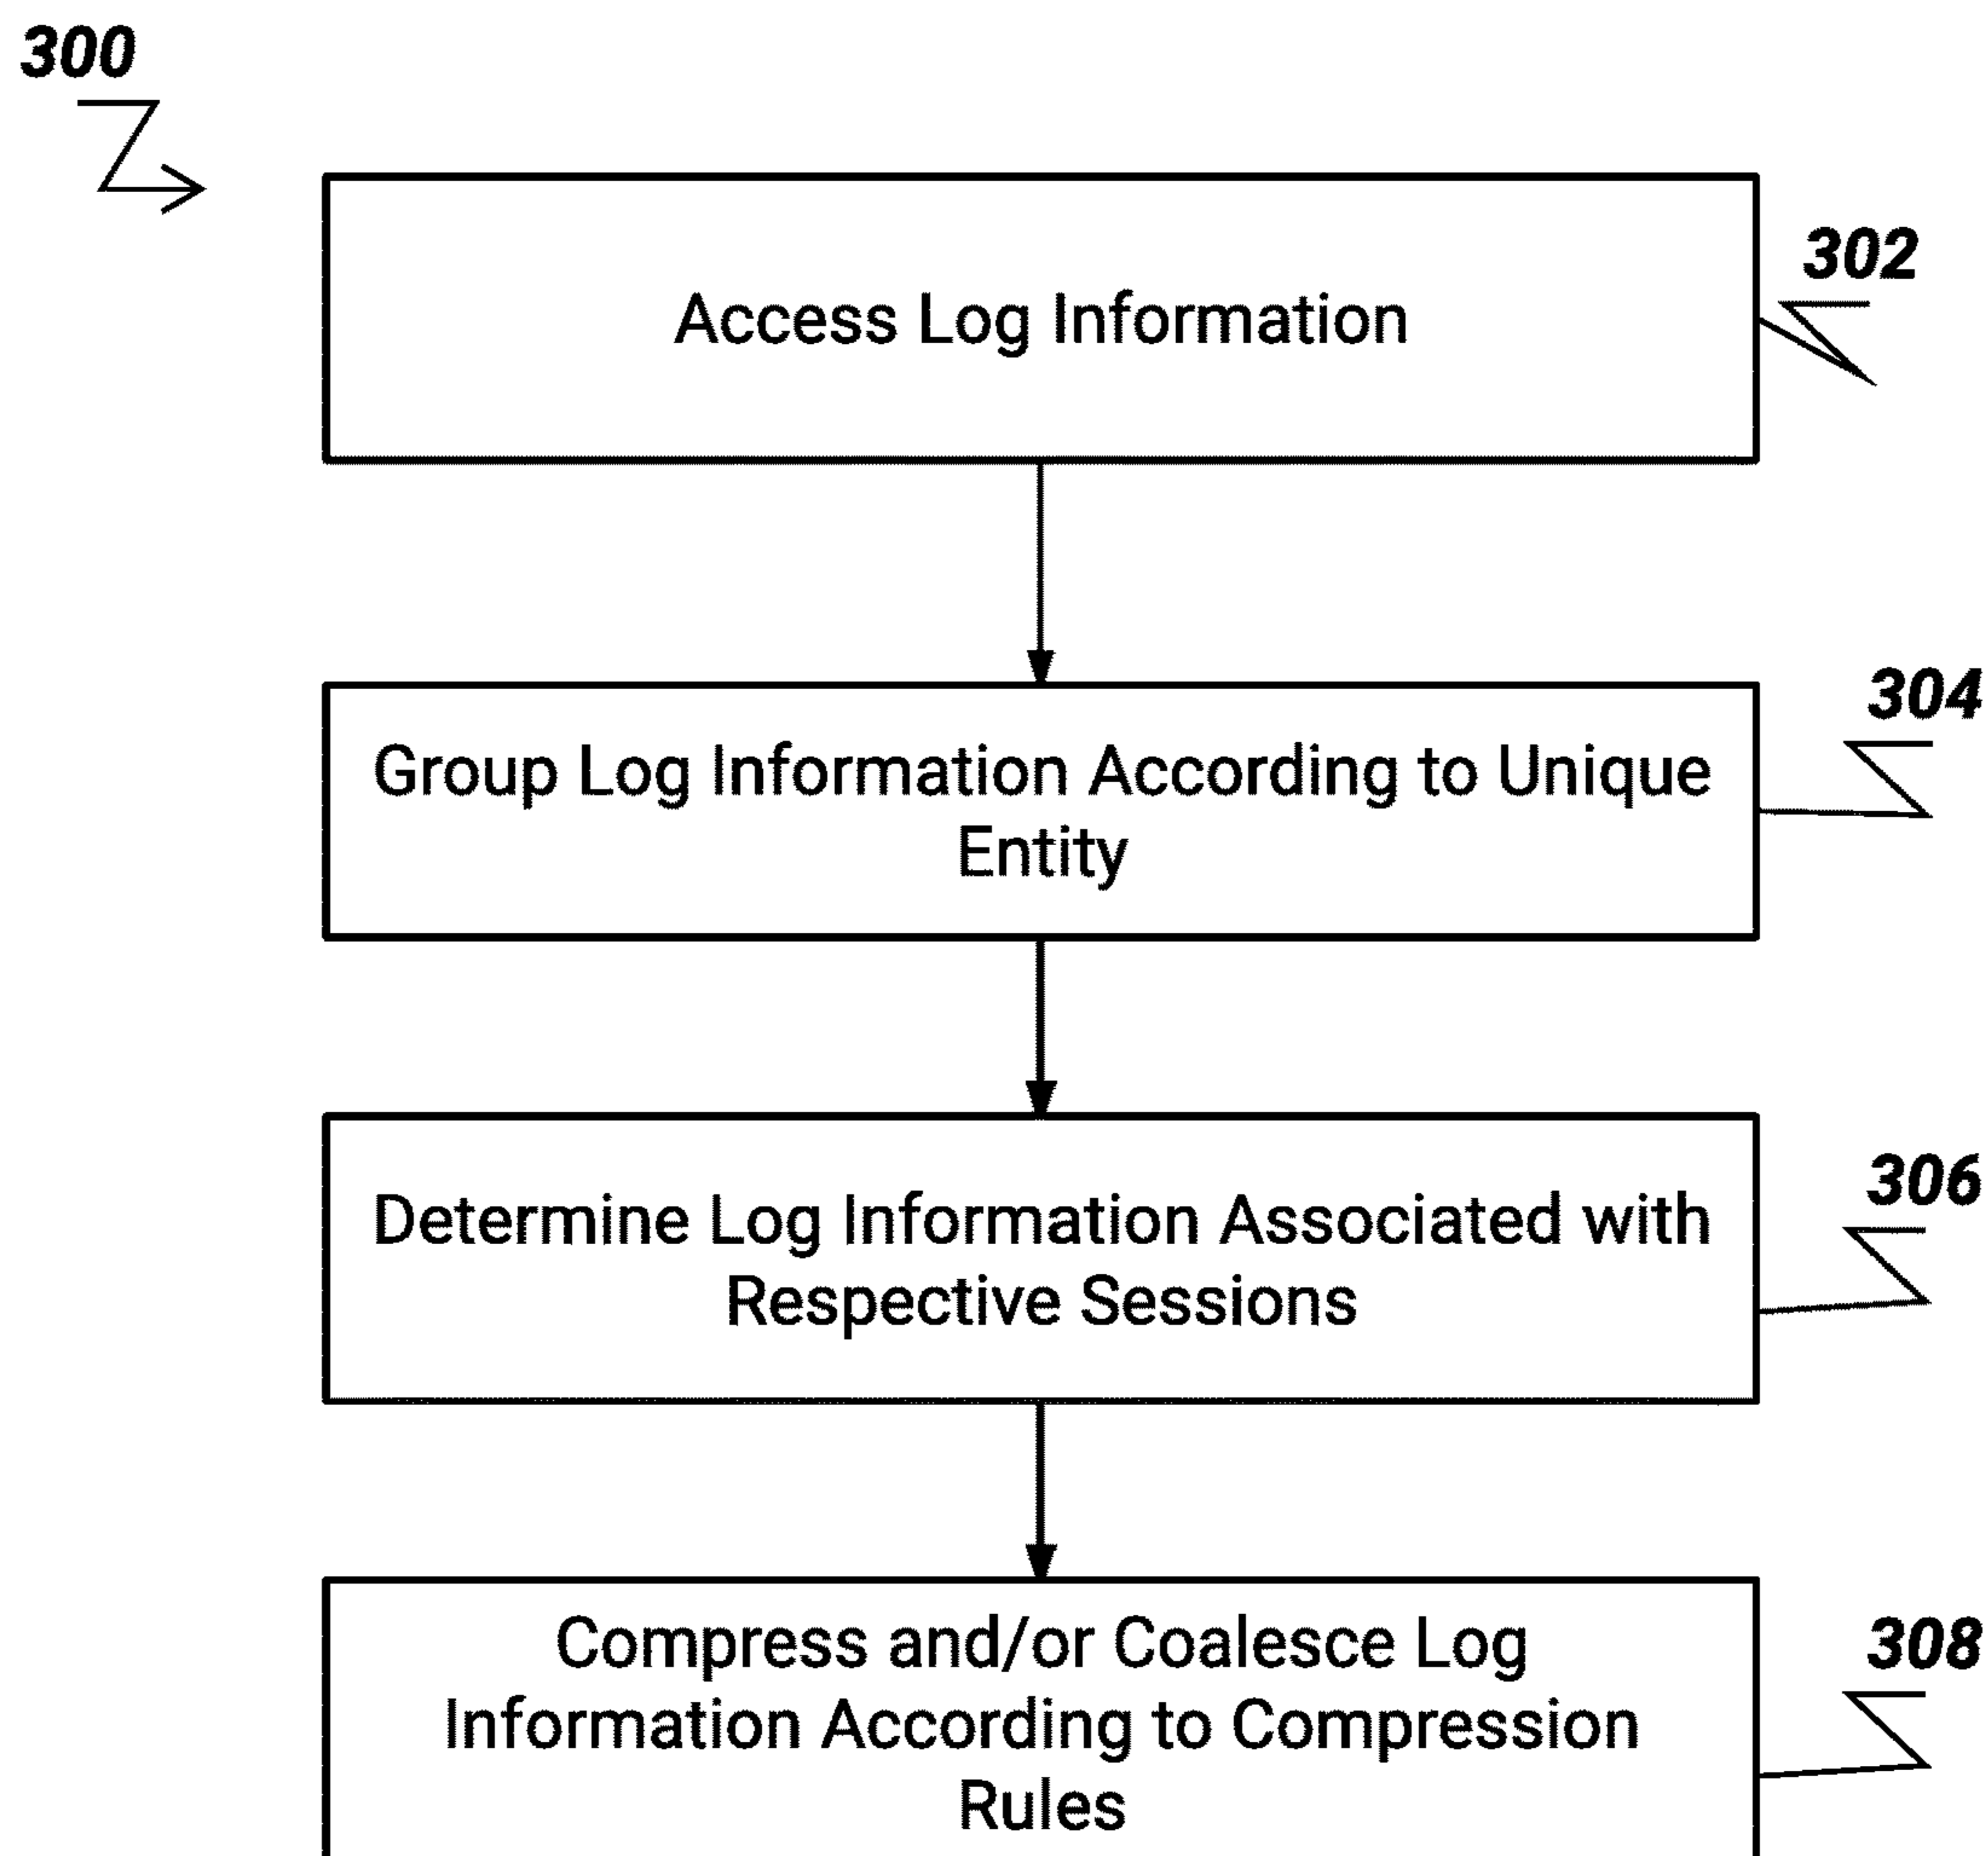 300
302
Access Log Information
304
Group Log Information According to Unique
Entity
306
Determine Log Information Associated with
Respective Sessions
308
Compress and/or Coalesce Log
Information According to Compression
Rules